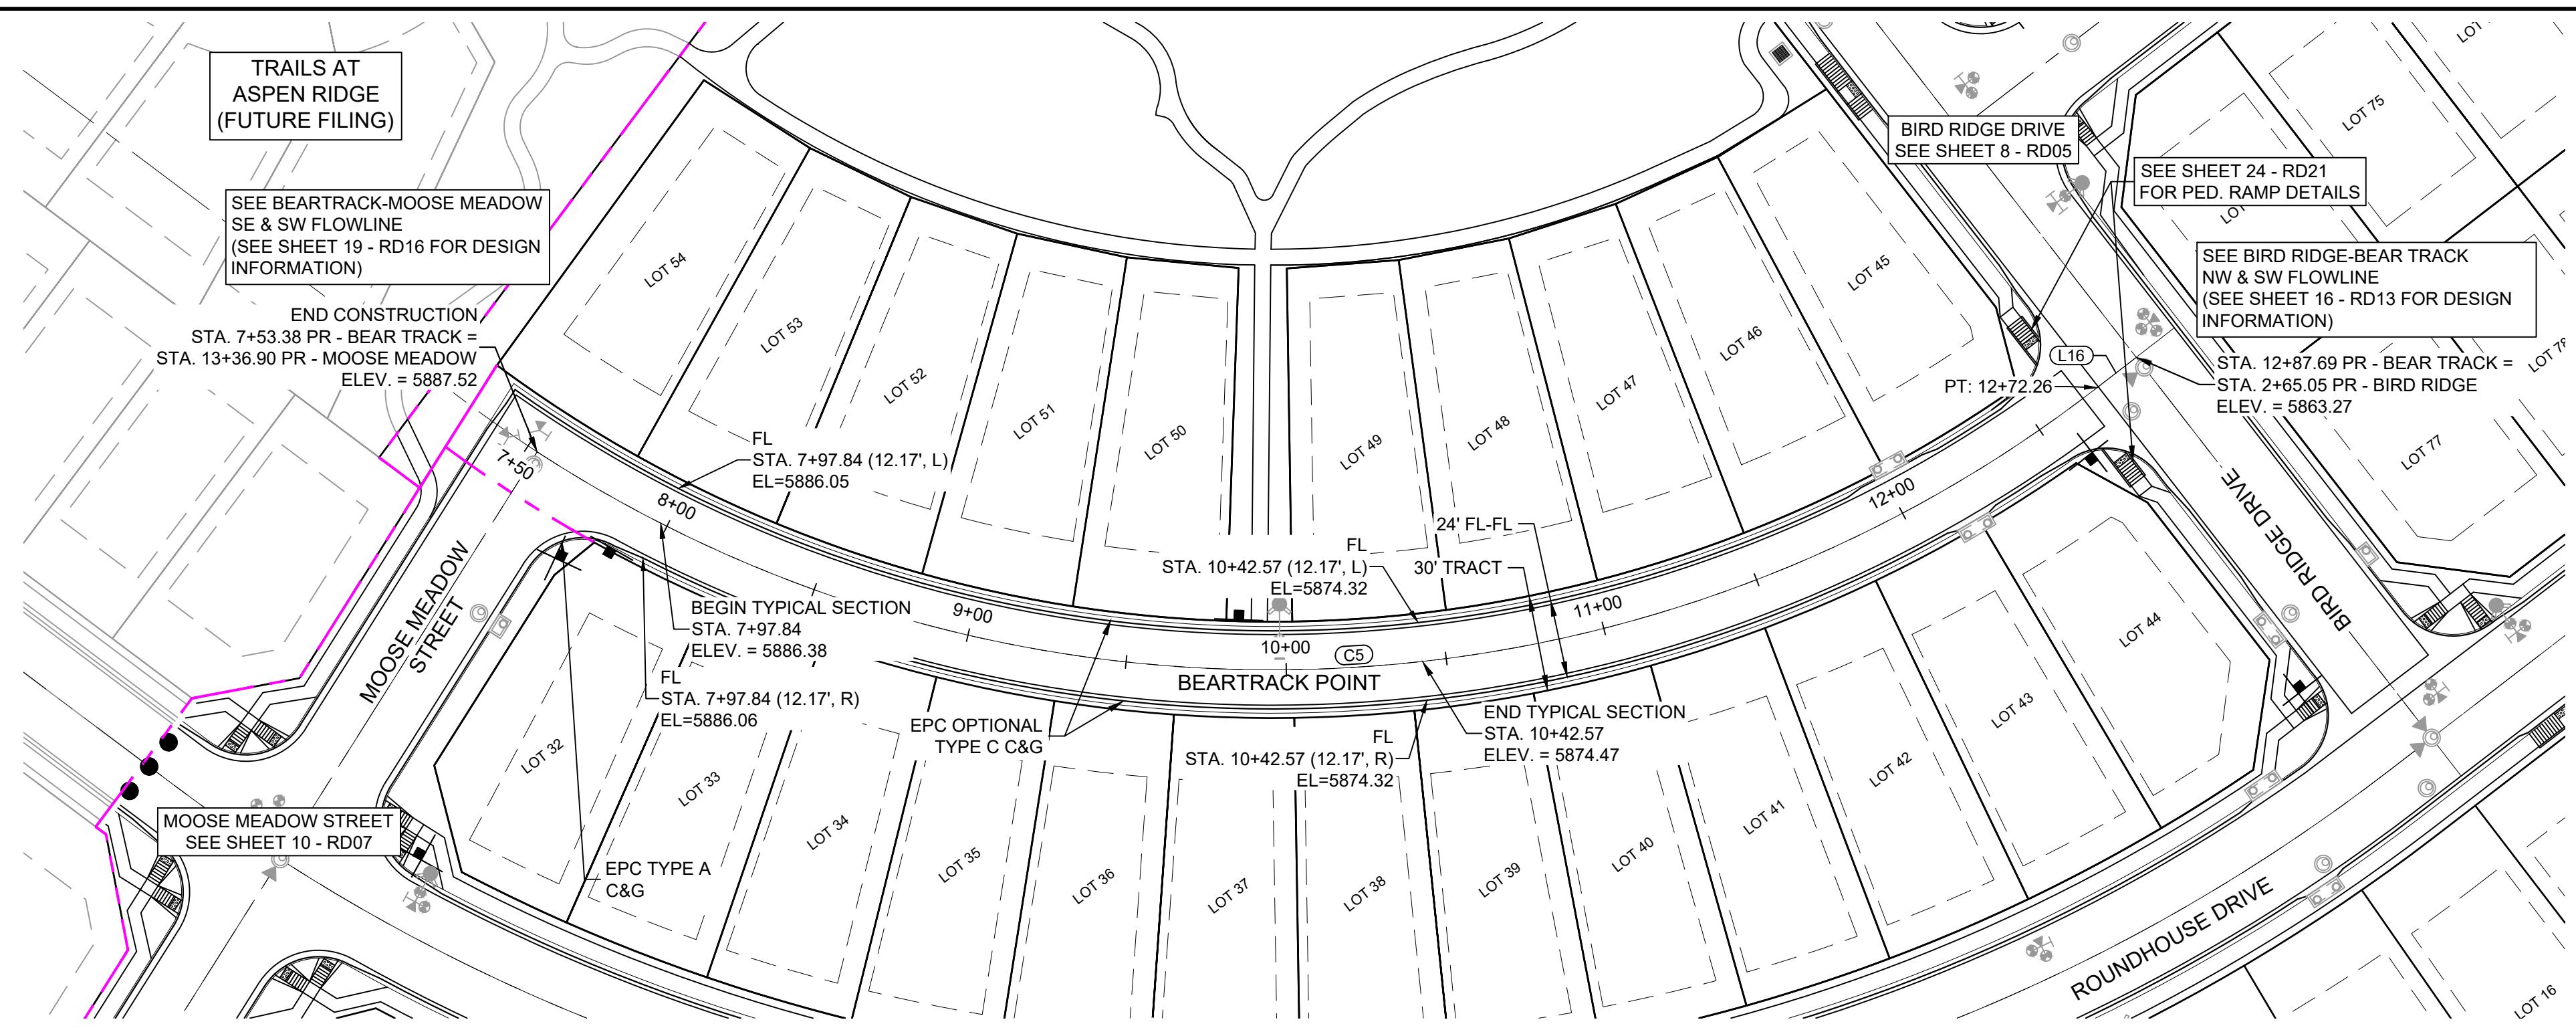 TRAILS AT
ASPEN RIDGE
(FUTURE FILING)
SEE BEARTRACK-MOOSE MEADOW
SE & SW FLOWLINE
(SEE SHEET 19 - RD16 FOR DESIGN
INFORMATION)
END CONSTRUCTION
STA. 7+53.38 PR - BEAR TRACK =
STA. 13+36.90 PR - MOOSE MEADOW
ELEV. = 5887.52
BIRD RIDGE DRIVE
SEE SHEET 8 - RD05
SEE SHEET 24 - RD21
FOR PED. RAMP DETAILS
SEE BIRD RIDGE-BEAR TRACK
NW & SW FLOWLINE
(SEE SHEET 16 - RD13 FOR DESIGN
INFORMATION)
STA. 12+87.69 PR - BEAR TRACK =
STA. 2+65.05 PR - BIRD RIDGE
ELEV. = 5863.27
L16
PT: 12+72.26
LOT 54
LOT 53
LOT 52
LOT 51
LOT 50
LOT 49
LOT 48
LOT 47
LOT 46
LOT 45
LOT 75
LOT
LOT
LOT 78
LOT 77
FL
STA. 7+97.84 (12.17', L)
EL=5886.05
7+50
8+00
9+00
10+00
11+00
12+00
24' FL-FL
30' TRACT
FL
STA. 10+42.57 (12.17', L)
EL=5874.32
C5
BEARTRACK POINT
BEGIN TYPICAL SECTION
STA. 7+97.84
ELEV. = 5886.38
FL
STA. 7+97.84 (12.17', R)
EL=5886.06
EPC OPTIONAL
TYPE C C&G
FL
STA. 10+42.57 (12.17', R)
EL=5874.32
END TYPICAL SECTION
STA. 10+42.57
ELEV. = 5874.47
MOOSE MEADOW
STREET
BIRD RIDGE DRIVE
BIRD RIDGE DRIVE
MOOSE MEADOW STREET
SEE SHEET 10 - RD07
EPC TYPE A
C&G
LOT 32
LOT 33
LOT 34
LOT 35
LOT 36
LOT 37
LOT 38
LOT 39
LOT 40
LOT 41
LOT 42
LOT 43
LOT 44
ROUNDHOUSE DRIVE
LOT 16